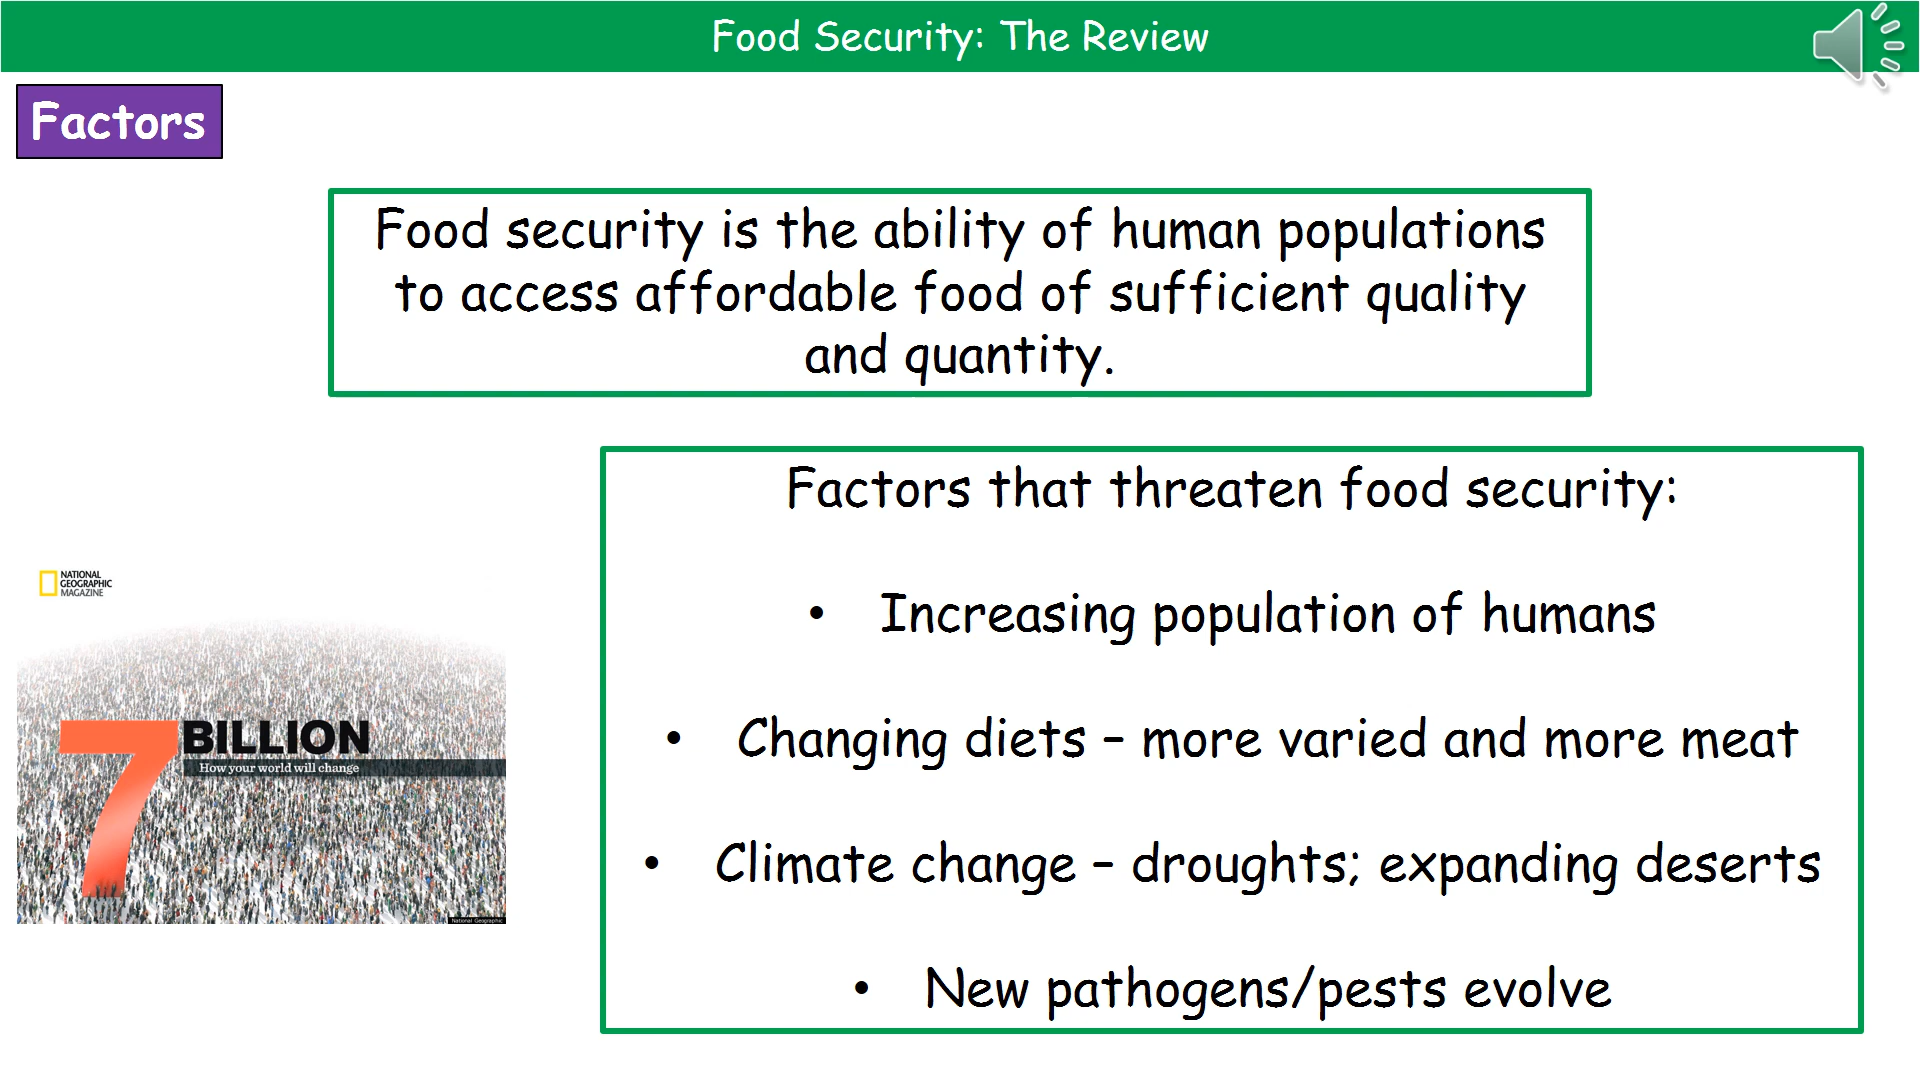 Food Security: The Review
Factors
Food security is the ability of human populations
to access affordable food of sufficient quality
and quantity.
Factors that threaten food security:
• Increasing population of humans
• Changing diets – more varied and more meat
• Climate change – droughts; expanding deserts
• New pathogens/pests evolve
NATIONAL
GEOGRAPHIC
MAGAZINE
7 BILLION
How your world will change
National Geographic